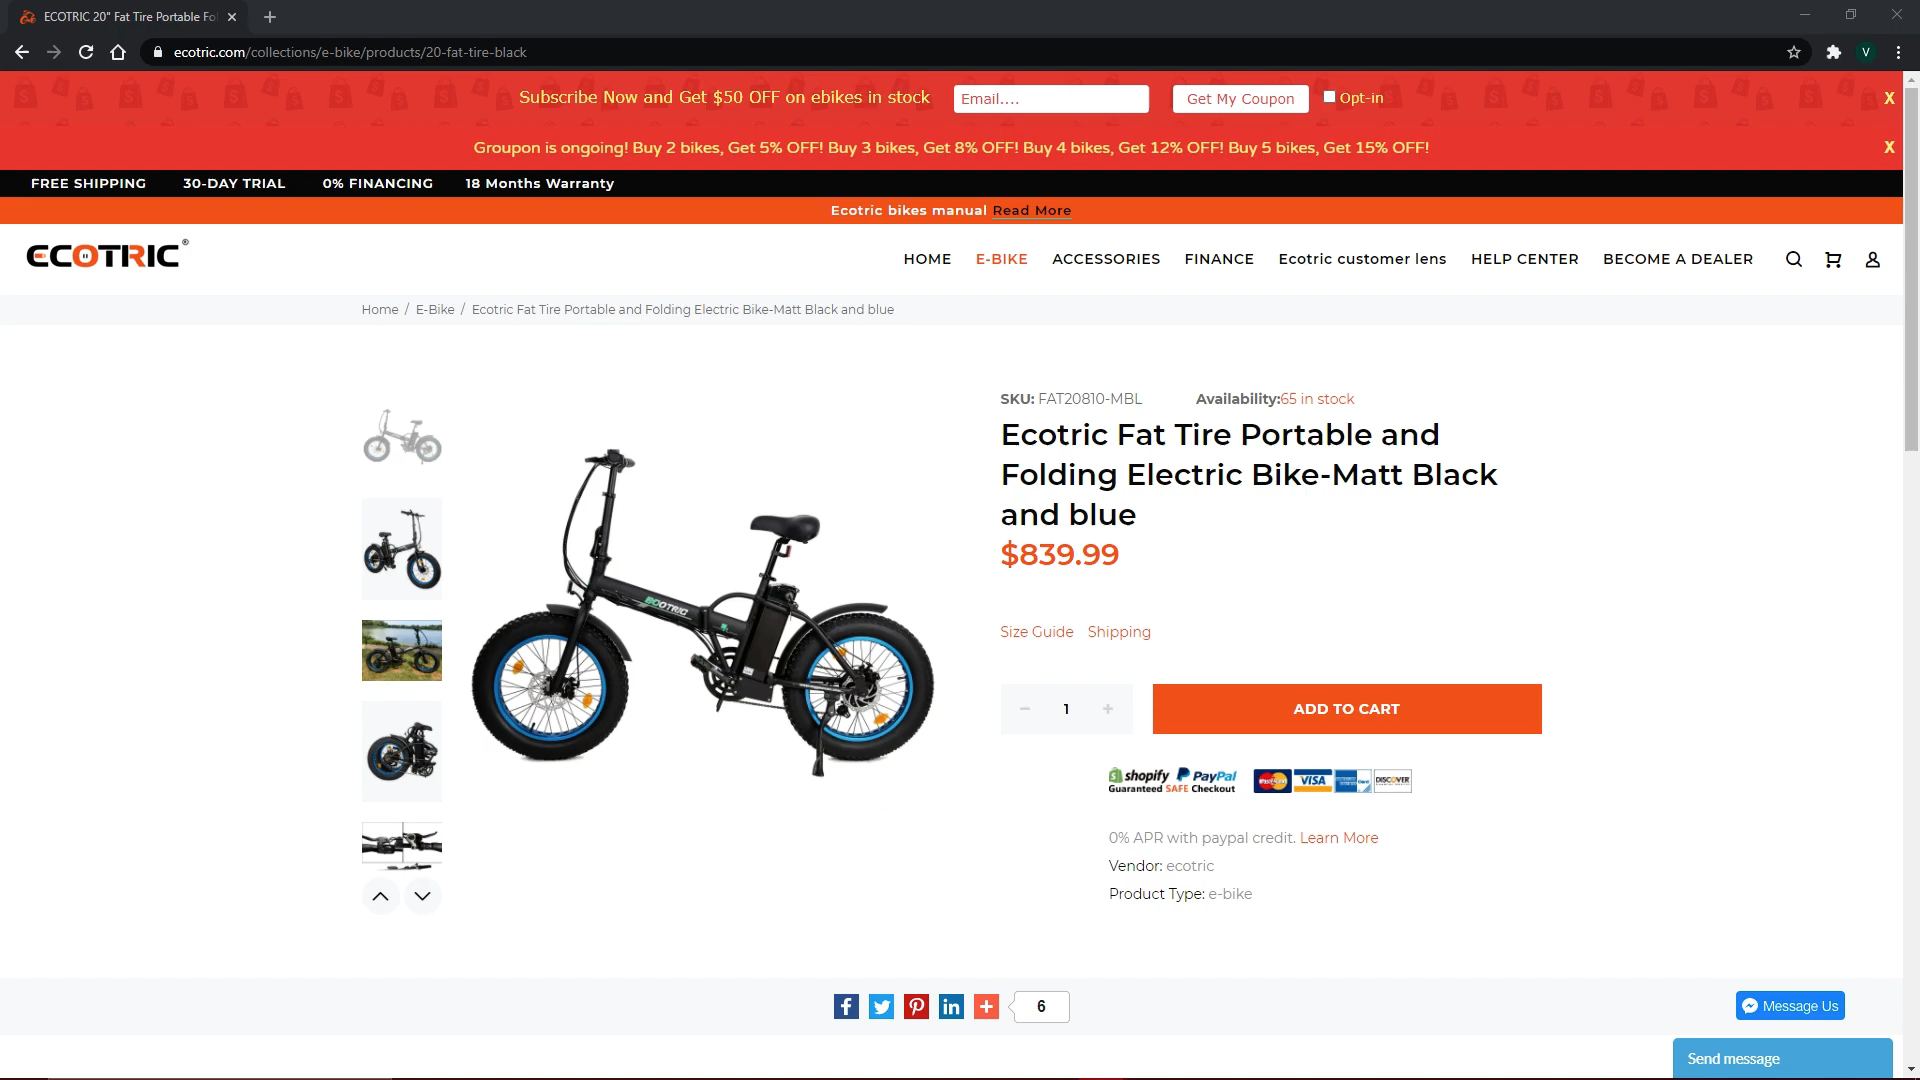 ECOTRIC 20" Fat Tire Portable Fol
ecotric.com/collections/e-bike/products/20-fat-tire-black
V
Subscribe Now and Get $50 OFF on ebikes in stock
Email....
Get My Coupon
Opt-in
X
Groupon is ongoing! Buy 2 bikes, Get 5% OFF! Buy 3 bikes, Get 8% OFF! Buy 4 bikes, Get 12% OFF! Buy 5 bikes, Get 15% OFF!
X
FREE SHIPPING 30-DAY TRIAL 0% FINANCING 18 Months Warranty
Ecotric bikes manual Read More
ECOTRIC®
HOME E-BIKE ACCESSORIES FINANCE Ecotric customer lens HELP CENTER BECOME A DEALER
Home / E-Bike / Ecotric Fat Tire Portable and Folding Electric Bike-Matt Black and blue
SKU: FAT20810-MBL Availability:65 in stock
Ecotric Fat Tire Portable and
Folding Electric Bike-Matt Black
and blue
$839.99
ECOTRIC
Size Guide Shipping
− 1 +
ADD TO CART
shopify PayPal
Guaranteed SAFE Checkout
MasterCard VISA DISCOVER
0% APR with paypal credit. Learn More
Vendor: ecotric
Product Type: e-bike
6
Message Us
Send message